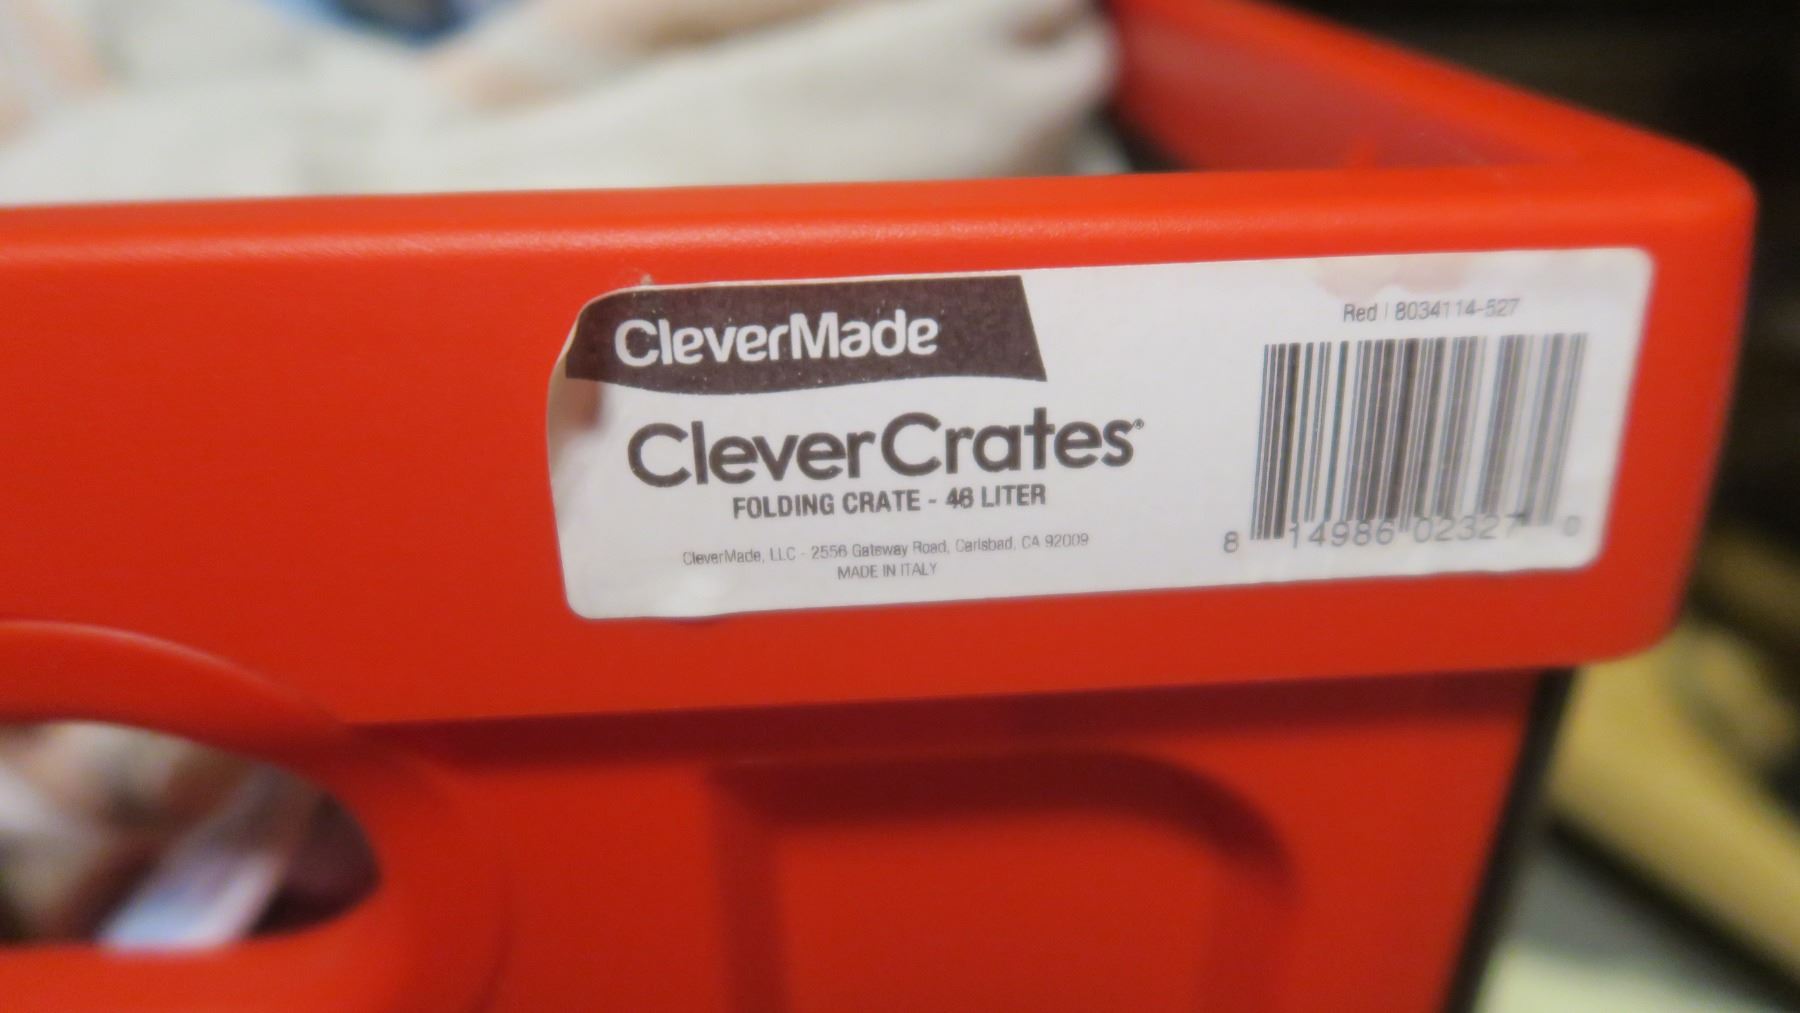 CleverMade
CleverCrates®
FOLDING CRATE - 46 LITER
CleverMade, LLC - 2556 Gateway Road, Carlsbad, CA 92009
MADE IN ITALY
Red | 8034114-527
8 14986 02327 0